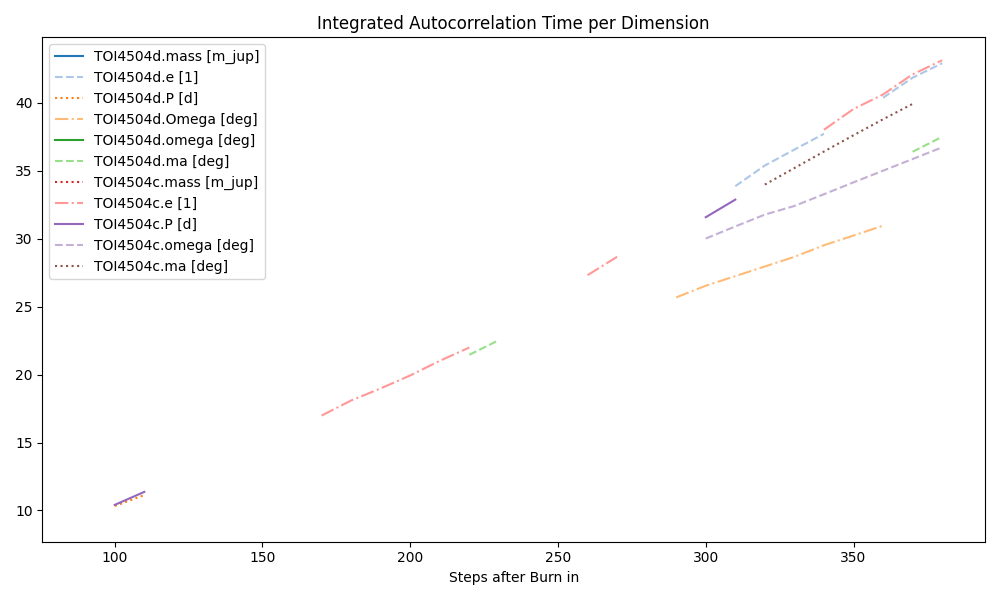 Integrated Autocorrelation Time per Dimension
TOI4504d.mass [m_jup]
TOI4504d.e [1]
TOI4504d.P [d]
TOI4504d.Omega [deg]
TOI4504d.omega [deg]
TOI4504d.ma [deg]
TOI4504c.mass [m_jup]
TOI4504c.e [1]
TOI4504c.P [d]
TOI4504c.omega [deg]
TOI4504c.ma [deg]
40
35
30
25
20
15
10
100 150 200 250 300 350
Steps after Burn in